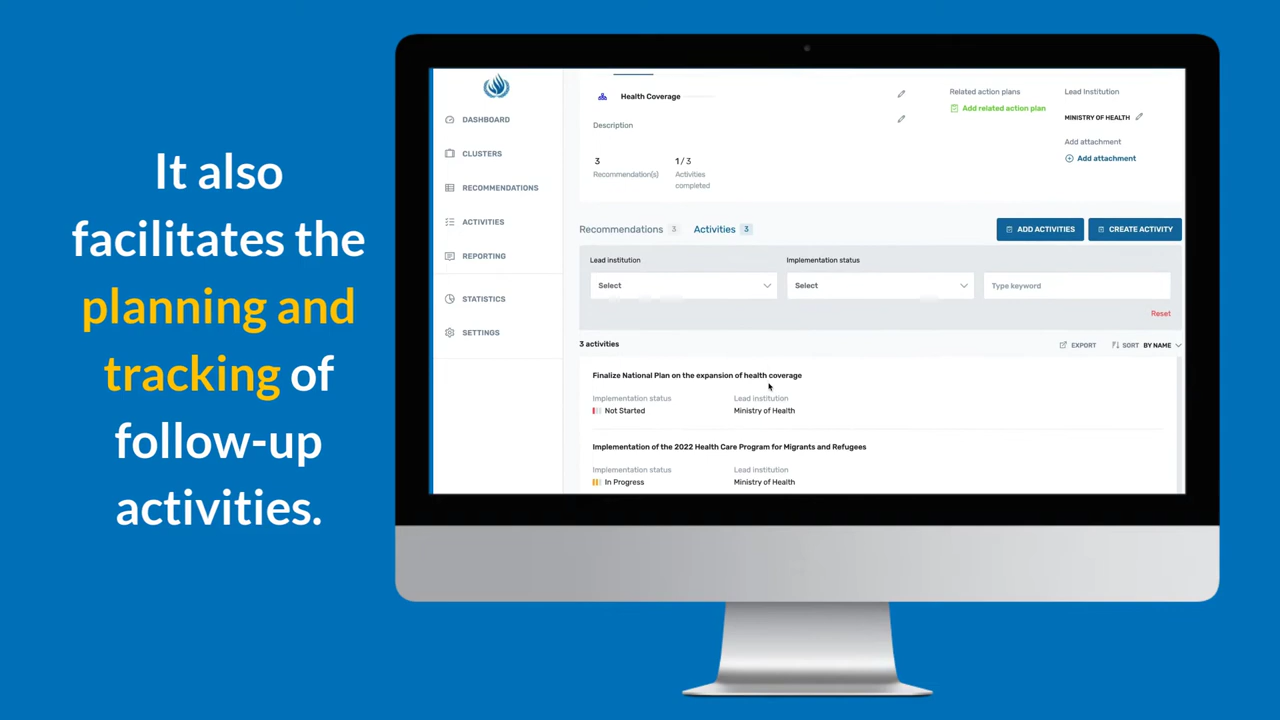 It also
facilitates the
planning and
tracking of
follow-up
activities.
DASHBOARD
CLUSTERS
RECOMMENDATIONS
ACTIVITIES
REPORTING
STATISTICS
SETTINGS
Health Coverage
Description
3
Recommendation(s)
1 / 3
Activities
completed
Related action plans
Add related action plan
Lead Institution
MINISTRY OF HEALTH
Add attachment
Add attachment
Recommendations 3
Activities 3
ADD ACTIVITIES
CREATE ACTIVITY
Lead institution
Select
Implementation status
Select
Type keyword
Reset
3 activities
EXPORT
SORT BY NAME
Finalize National Plan on the expansion of health coverage
Implementation status
Not Started
Lead institution
Ministry of Health
Implementation of the 2022 Health Care Program for Migrants and Refugees
Implementation status
In Progress
Lead institution
Ministry of Health